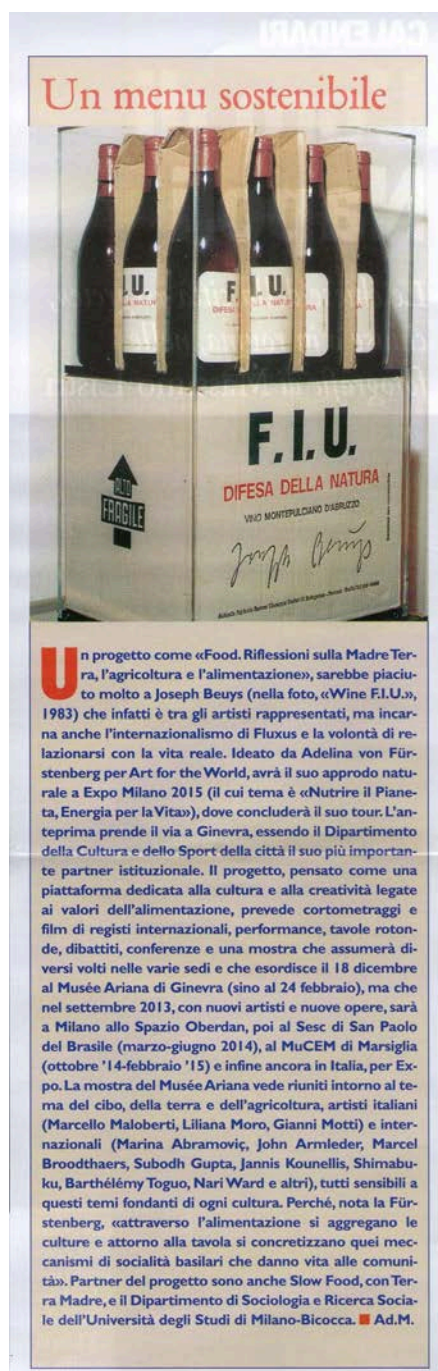 CALENDARI
Un menu sostenibile
F.I.U.
DIFESA DELLA NATURA
VINO MONTEPULCIANO D'ABRUZZO
Joseph Beuys
ALTO
FRAGILE
Un progetto come «Food. Riflessioni sulla Madre Ter-
ra, l'agricoltura e l'alimentazione», sarebbe piaciu-
to molto a Joseph Beuys (nella foto, «Wine F.I.U.»,
1983) che infatti è tra gli artisti rappresentati, ma incar-
na anche l'internazionalismo di Fluxus e la volontà di re-
lazionarsi con la vita reale. Ideato da Adelina von Für-
stenberg per Art for the World, avrà il suo approdo natu-
rale a Expo Milano 2015 (il cui tema è «Nutrire il Piane-
ta, Energia per la Vita»), dove concluderà il suo tour. L'an-
teprima prende il via a Ginevra, essendo il Dipartimento
della Cultura e dello Sport della città il suo più importan-
te partner istituzionale. Il progetto, pensato come una
piattaforma dedicata alla cultura e alla creatività legate
ai valori dell'alimentazione, prevede cortometraggi e
film di registi internazionali, performance, tavole roton-
de, dibattiti, conferenze e una mostra che assumerà di-
versi volti nelle varie sedi e che esordisce il 18 dicembre
al Musée Ariana di Ginevra (sino al 24 febbraio), ma che
nel settembre 2013, con nuovi artisti e nuove opere, sarà
a Milano allo Spazio Oberdan, poi al Sesc di San Paolo
del Brasile (marzo-giugno 2014), al MuCEM di Marsiglia
(ottobre '14-febbraio '15) e infine ancora in Italia, per Ex-
po. La mostra del Musée Ariana vede riuniti intorno al te-
ma del cibo, della terra e dell'agricoltura, artisti italiani
(Marcello Maloberti, Liliana Moro, Gianni Motti) e inter-
nazionali (Marina Abramoviç, John Armleder, Marcel
Broodthaers, Subodh Gupta, Jannis Kounellis, Shimabu-
ku, Barthélémy Toguo, Nari Ward e altri), tutti sensibili a
questi temi fondanti di ogni cultura. Perché, nota la Für-
stenberg, «attraverso l'alimentazione si aggregano le
culture e attorno alla tavola si concretizzano quei mec-
canismi di socialità basilari che danno vita alle comuni-
tà». Partner del progetto sono anche Slow Food, con Ter-
ra Madre, e il Dipartimento di Sociologia e Ricerca Socia-
le dell'Università degli Studi di Milano-Bicocca. ■ Ad.M.